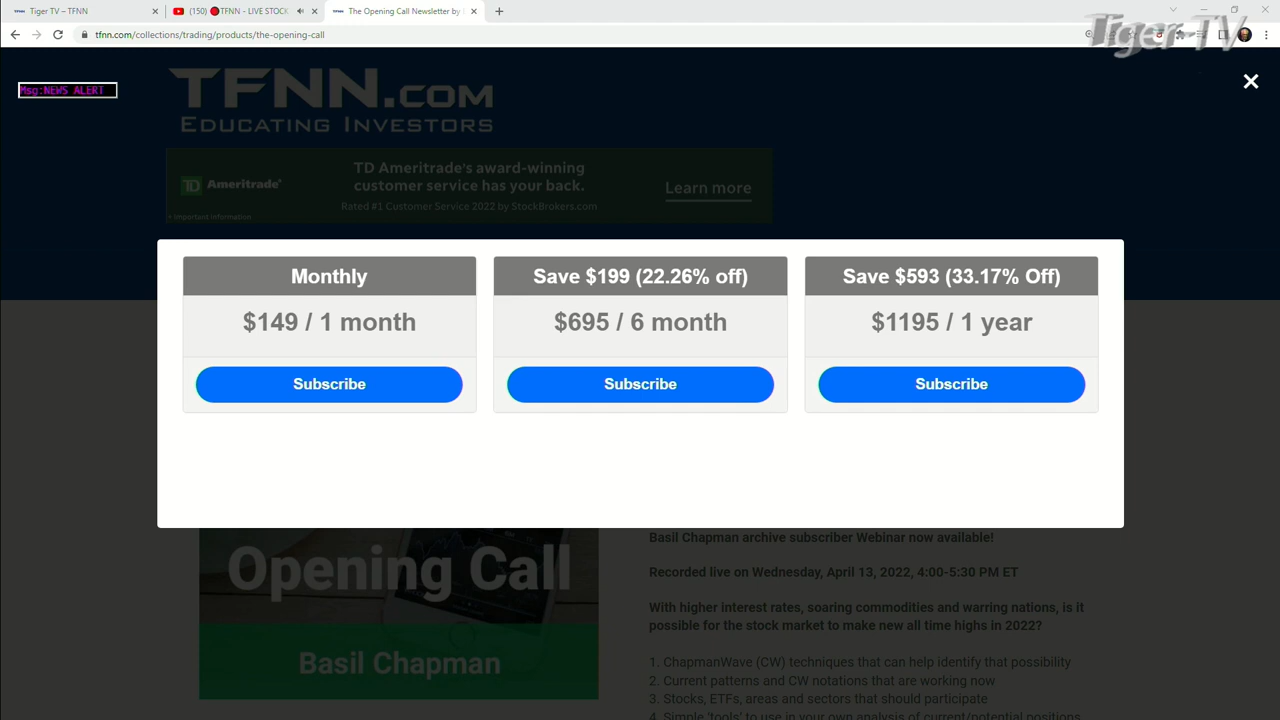 Tiger TV – TFNN
(150) 🔴TFNN - LIVE STOCK
The Opening Call Newsletter by
tfnn.com/collections/trading/products/the-opening-call
Tiger TV
Msg:NEWS ALERT
TFNN.com
Educating Investors
TD Ameritrade's award-winning
customer service has your back.
Rated #1 Customer Service 2022 by StockBrokers.com
TD Ameritrade
Learn more
+ Important Information
Monthly
$149 / 1 month
Subscribe
Save $199 (22.26% off)
$695 / 6 month
Subscribe
Save $593 (33.17% Off)
$1195 / 1 year
Subscribe
Opening Call
Basil Chapman
Basil Chapman archive subscriber Webinar now available!
Recorded live on Wednesday, April 13, 2022, 4:00-5:30 PM ET
With higher interest rates, soaring commodities and warring nations, is it
possible for the stock market to make new all time highs in 2022?
1. ChapmanWave (CW) techniques that can help identify that possibility
2. Current patterns and CW notations that are working now
3. Stocks, ETFs, areas and sectors that should participate
4. Simple 'tools' to use in your own analysis of current/potential positions